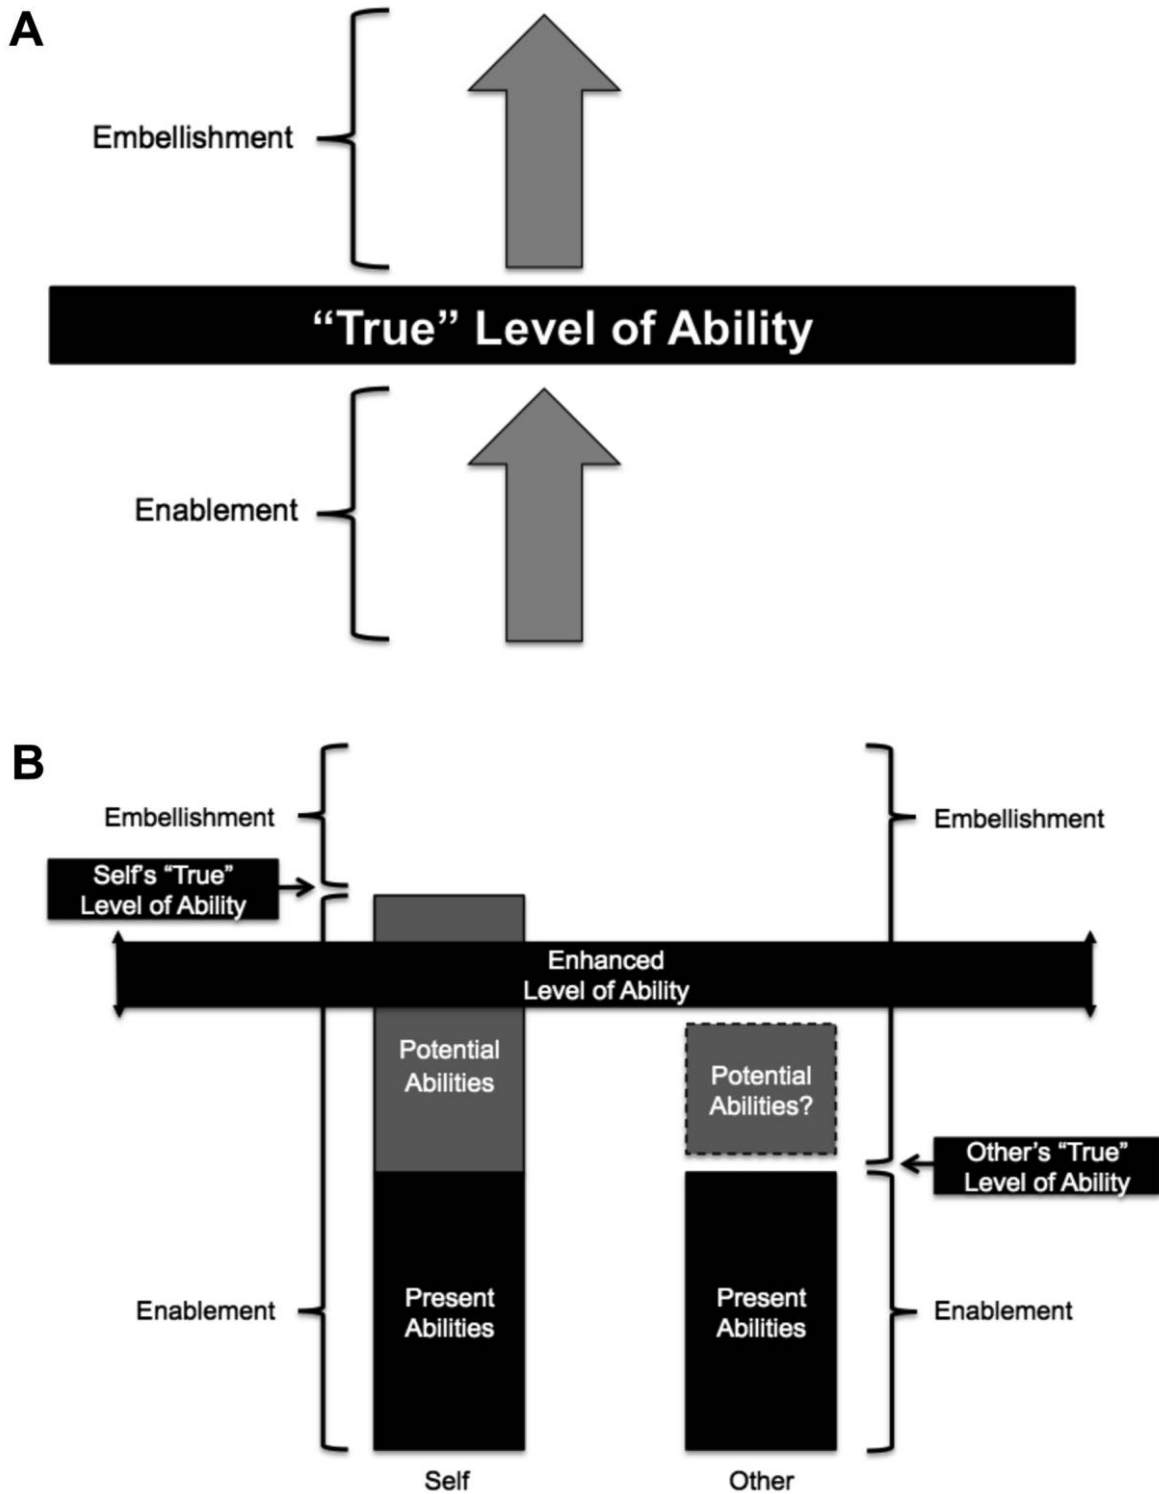 A
Embellishment
“True” Level of Ability
Enablement
B
Embellishment
Embellishment
Self’s “True”
Level of Ability
Enhanced
Level of Ability
Potential
Abilities
Potential
Abilities?
Other’s “True”
Level of Ability
Enablement
Present
Abilities
Present
Abilities
Enablement
Self
Other